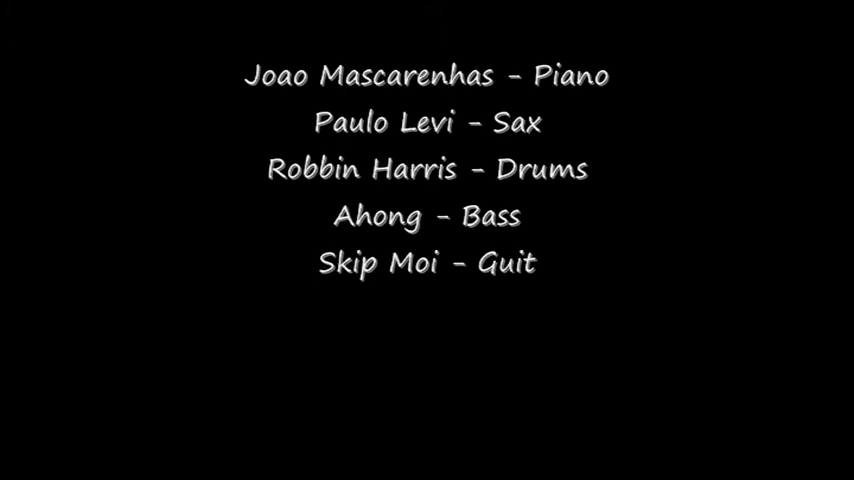 Joao Mascarenhas - Piano
Paulo Levi - Sax
Robbin Harris - Drums
Ahong - Bass
Skip Moi - Guit